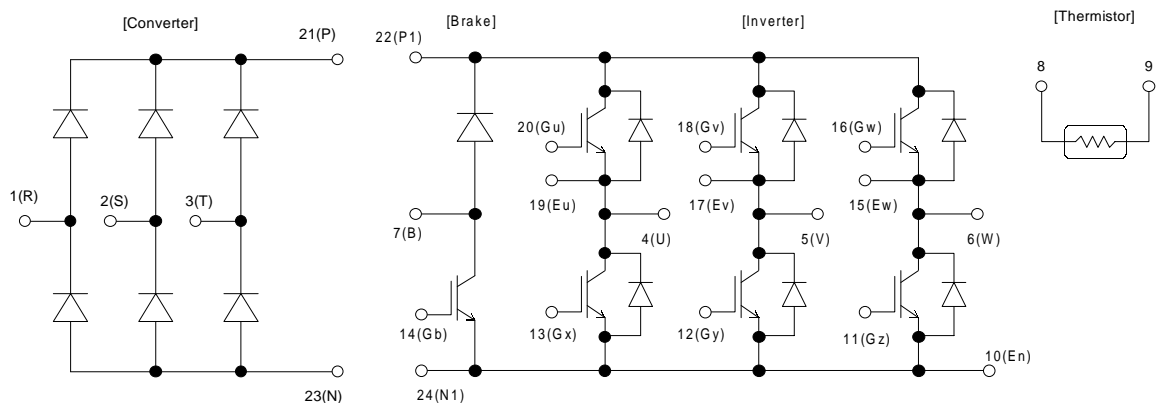 [Converter]
[Brake]
[Inverter]
[Thermistor]
21(P)
22(P1)
8
9
20(Gu)
18(Gv)
16(Gw)
1(R)
2(S)
3(T)
19(Eu)
17(Ev)
15(Ew)
7(B)
4(U)
5(V)
6(W)
14(Gb)
13(Gx)
12(Gy)
11(Gz)
10(En)
23(N)
24(N1)